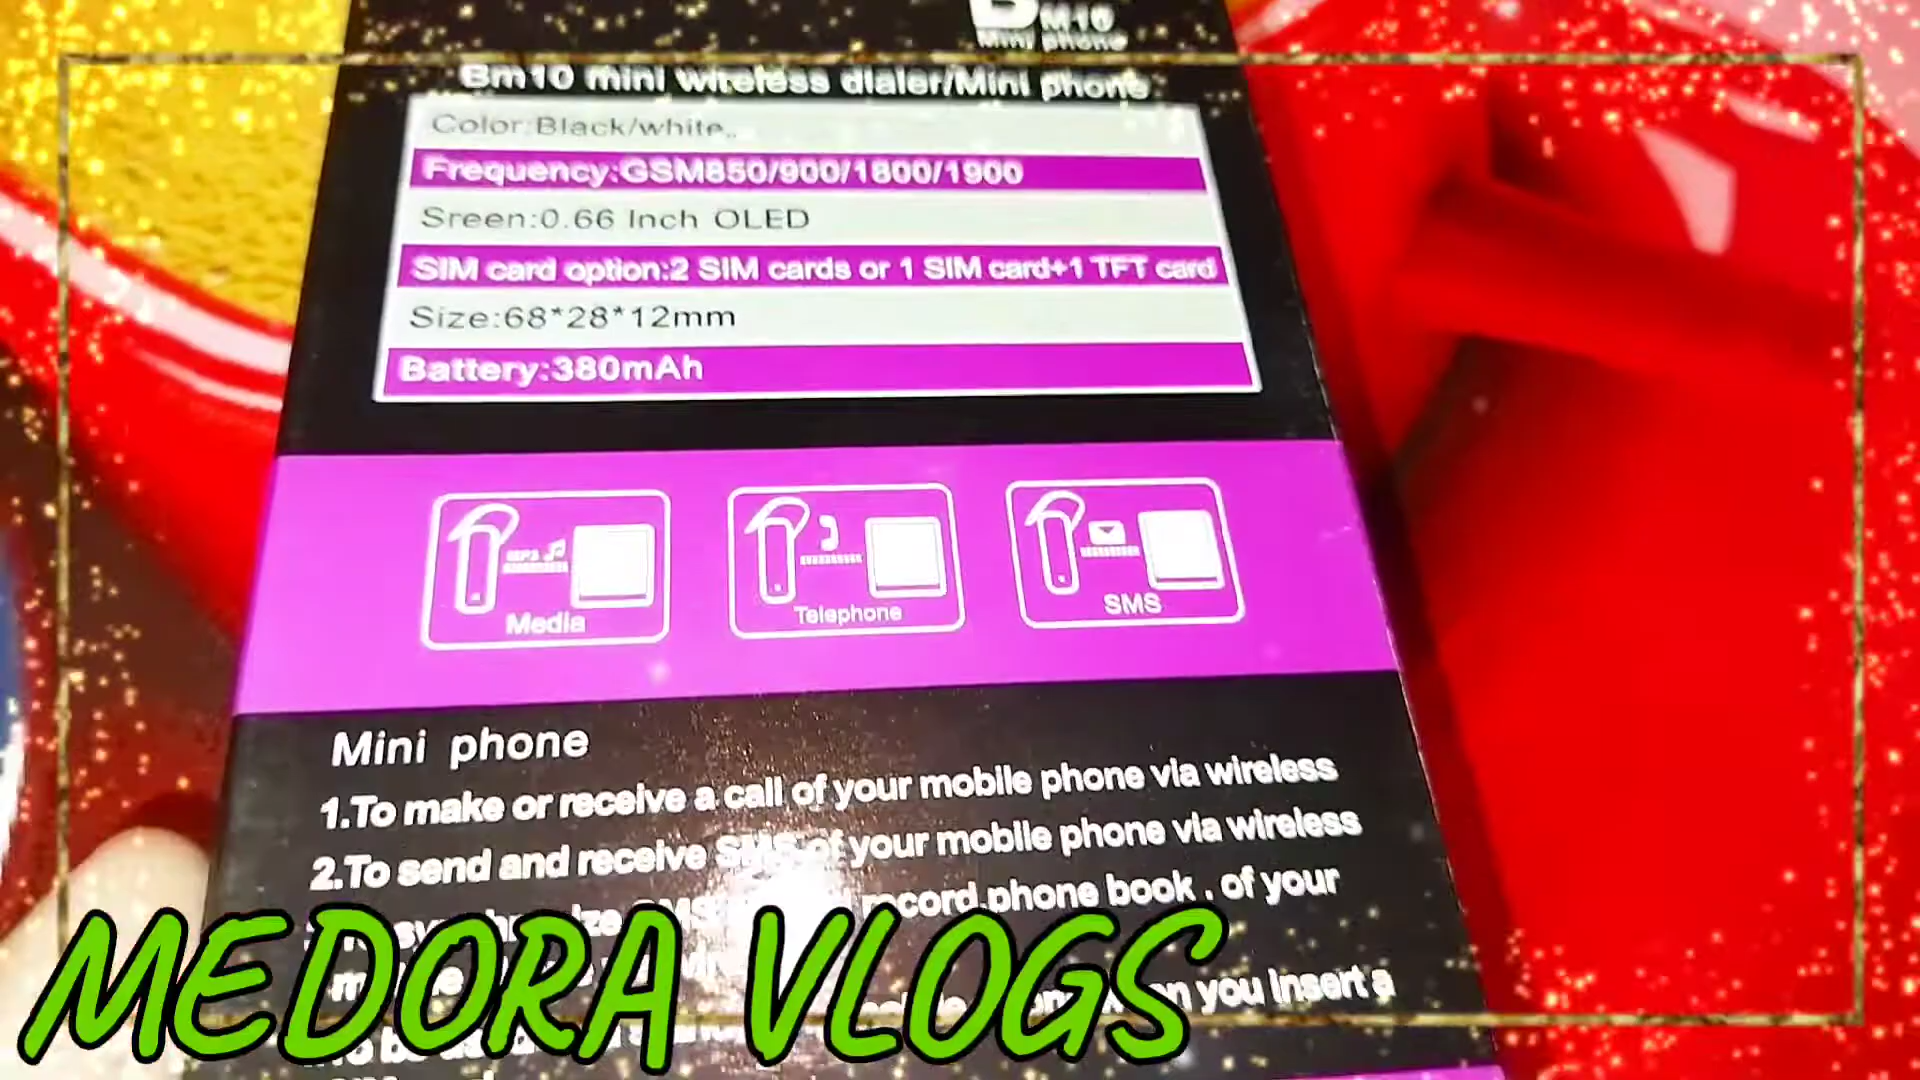 BM10
Mini phone
Bm10 mini wireless dialer/Mini phone
Color:Black/white..
Frequency:GSM850/900/1800/1900
Sreen:0.66 Inch OLED
SIM card option:2 SIM cards or 1 SIM card+1 TFT card
Size:68*28*12mm
Battery:380mAh
MP3
Media
Telephone
SMS
Mini phone
1.To make or receive a call of your mobile phone via wireless
2.To send and receive SMS of your mobile phone via wireless
record,phone book , of your
you insert a
MEDORA VLOGS